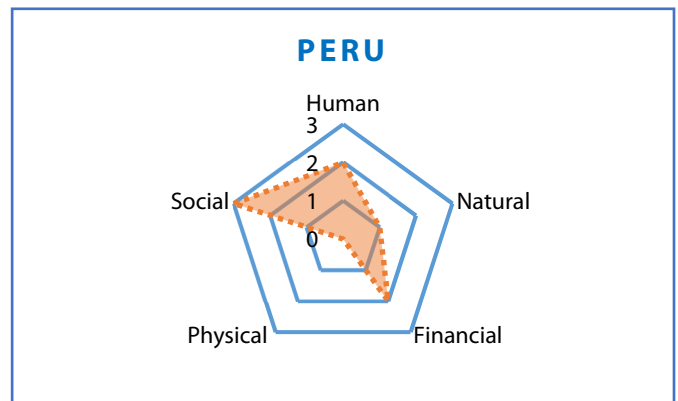 PERU
Human
3
2
Social
1
Natural
0
Physical
Financial